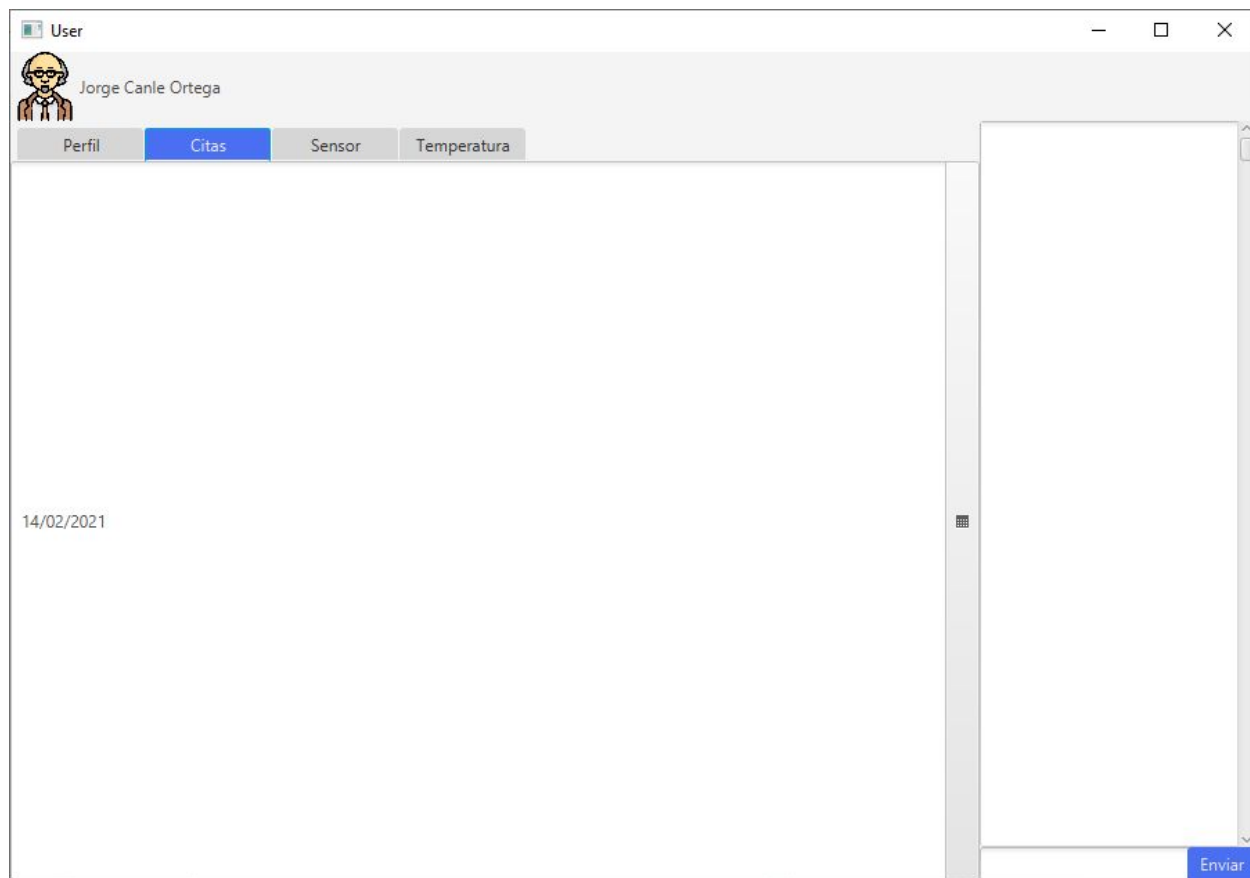 User
Jorge Canle Ortega
Perfil Citas Sensor Temperatura
14/02/2021
Enviar